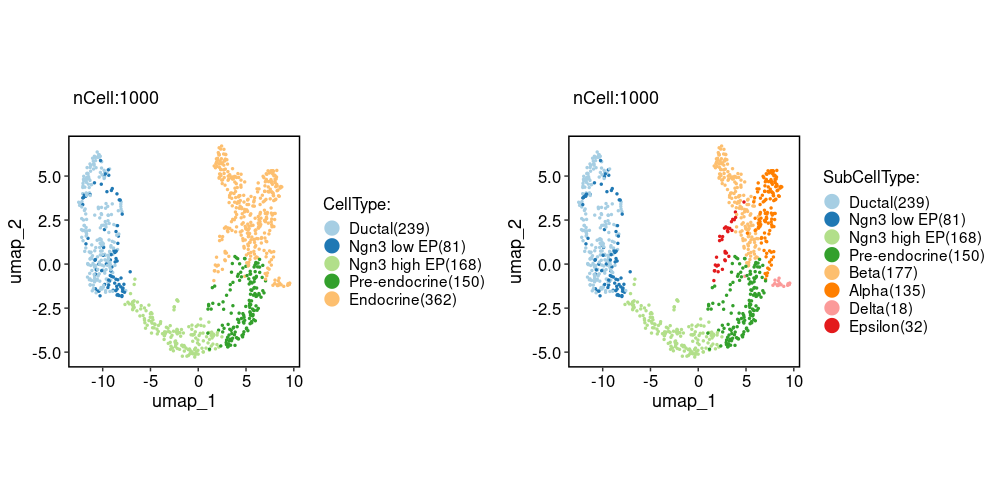 nCell:1000
umap_2
5.0
2.5
0.0
-2.5
-5.0
-10
-5
0
5
10
umap_1
CellType:
Ductal(239)
Ngn3 low EP(81)
Ngn3 high EP(168)
Pre-endocrine(150)
Endocrine(362)
nCell:1000
umap_2
5.0
2.5
0.0
-2.5
-5.0
-10
-5
0
5
10
umap_1
SubCellType:
Ductal(239)
Ngn3 low EP(81)
Ngn3 high EP(168)
Pre-endocrine(150)
Beta(177)
Alpha(135)
Delta(18)
Epsilon(32)